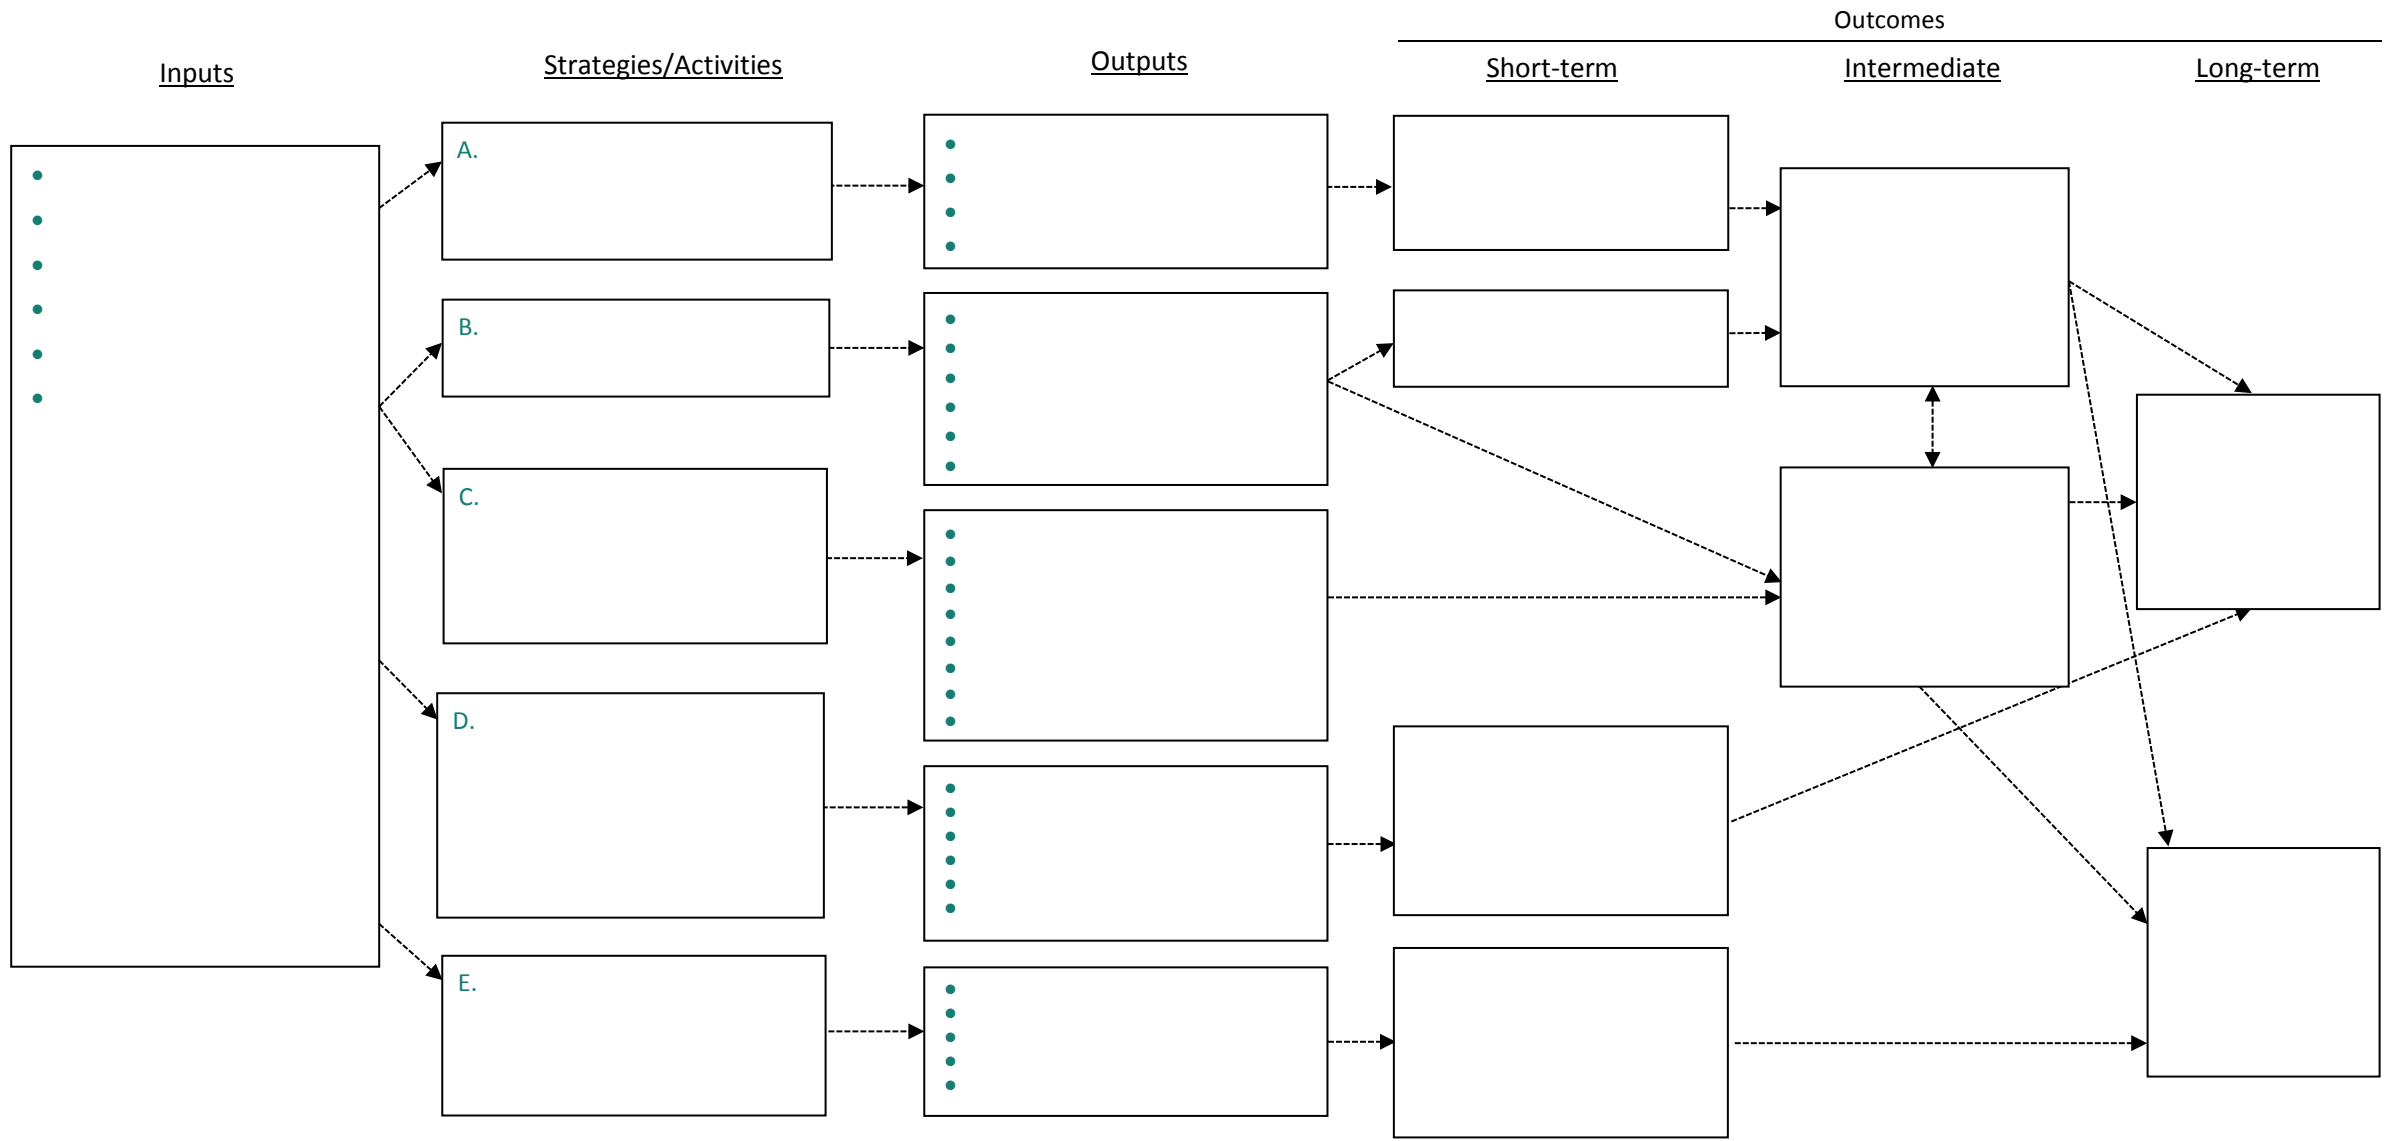 Outcomes
Inputs
Strategies/Activities
Outputs
Short-term
Intermediate
Long-term
A.
B.
C.
D.
E.